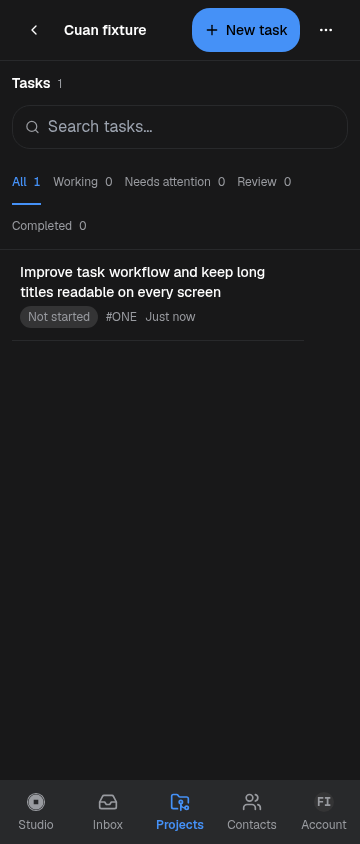 Cuan fixture
New task
Tasks 1
Search tasks...
All 1 Working 0 Needs attention 0 Review 0
Completed 0
Improve task workflow and keep long
titles readable on every screen
Not started #ONE Just now
FI
Studio Inbox Projects Contacts Account